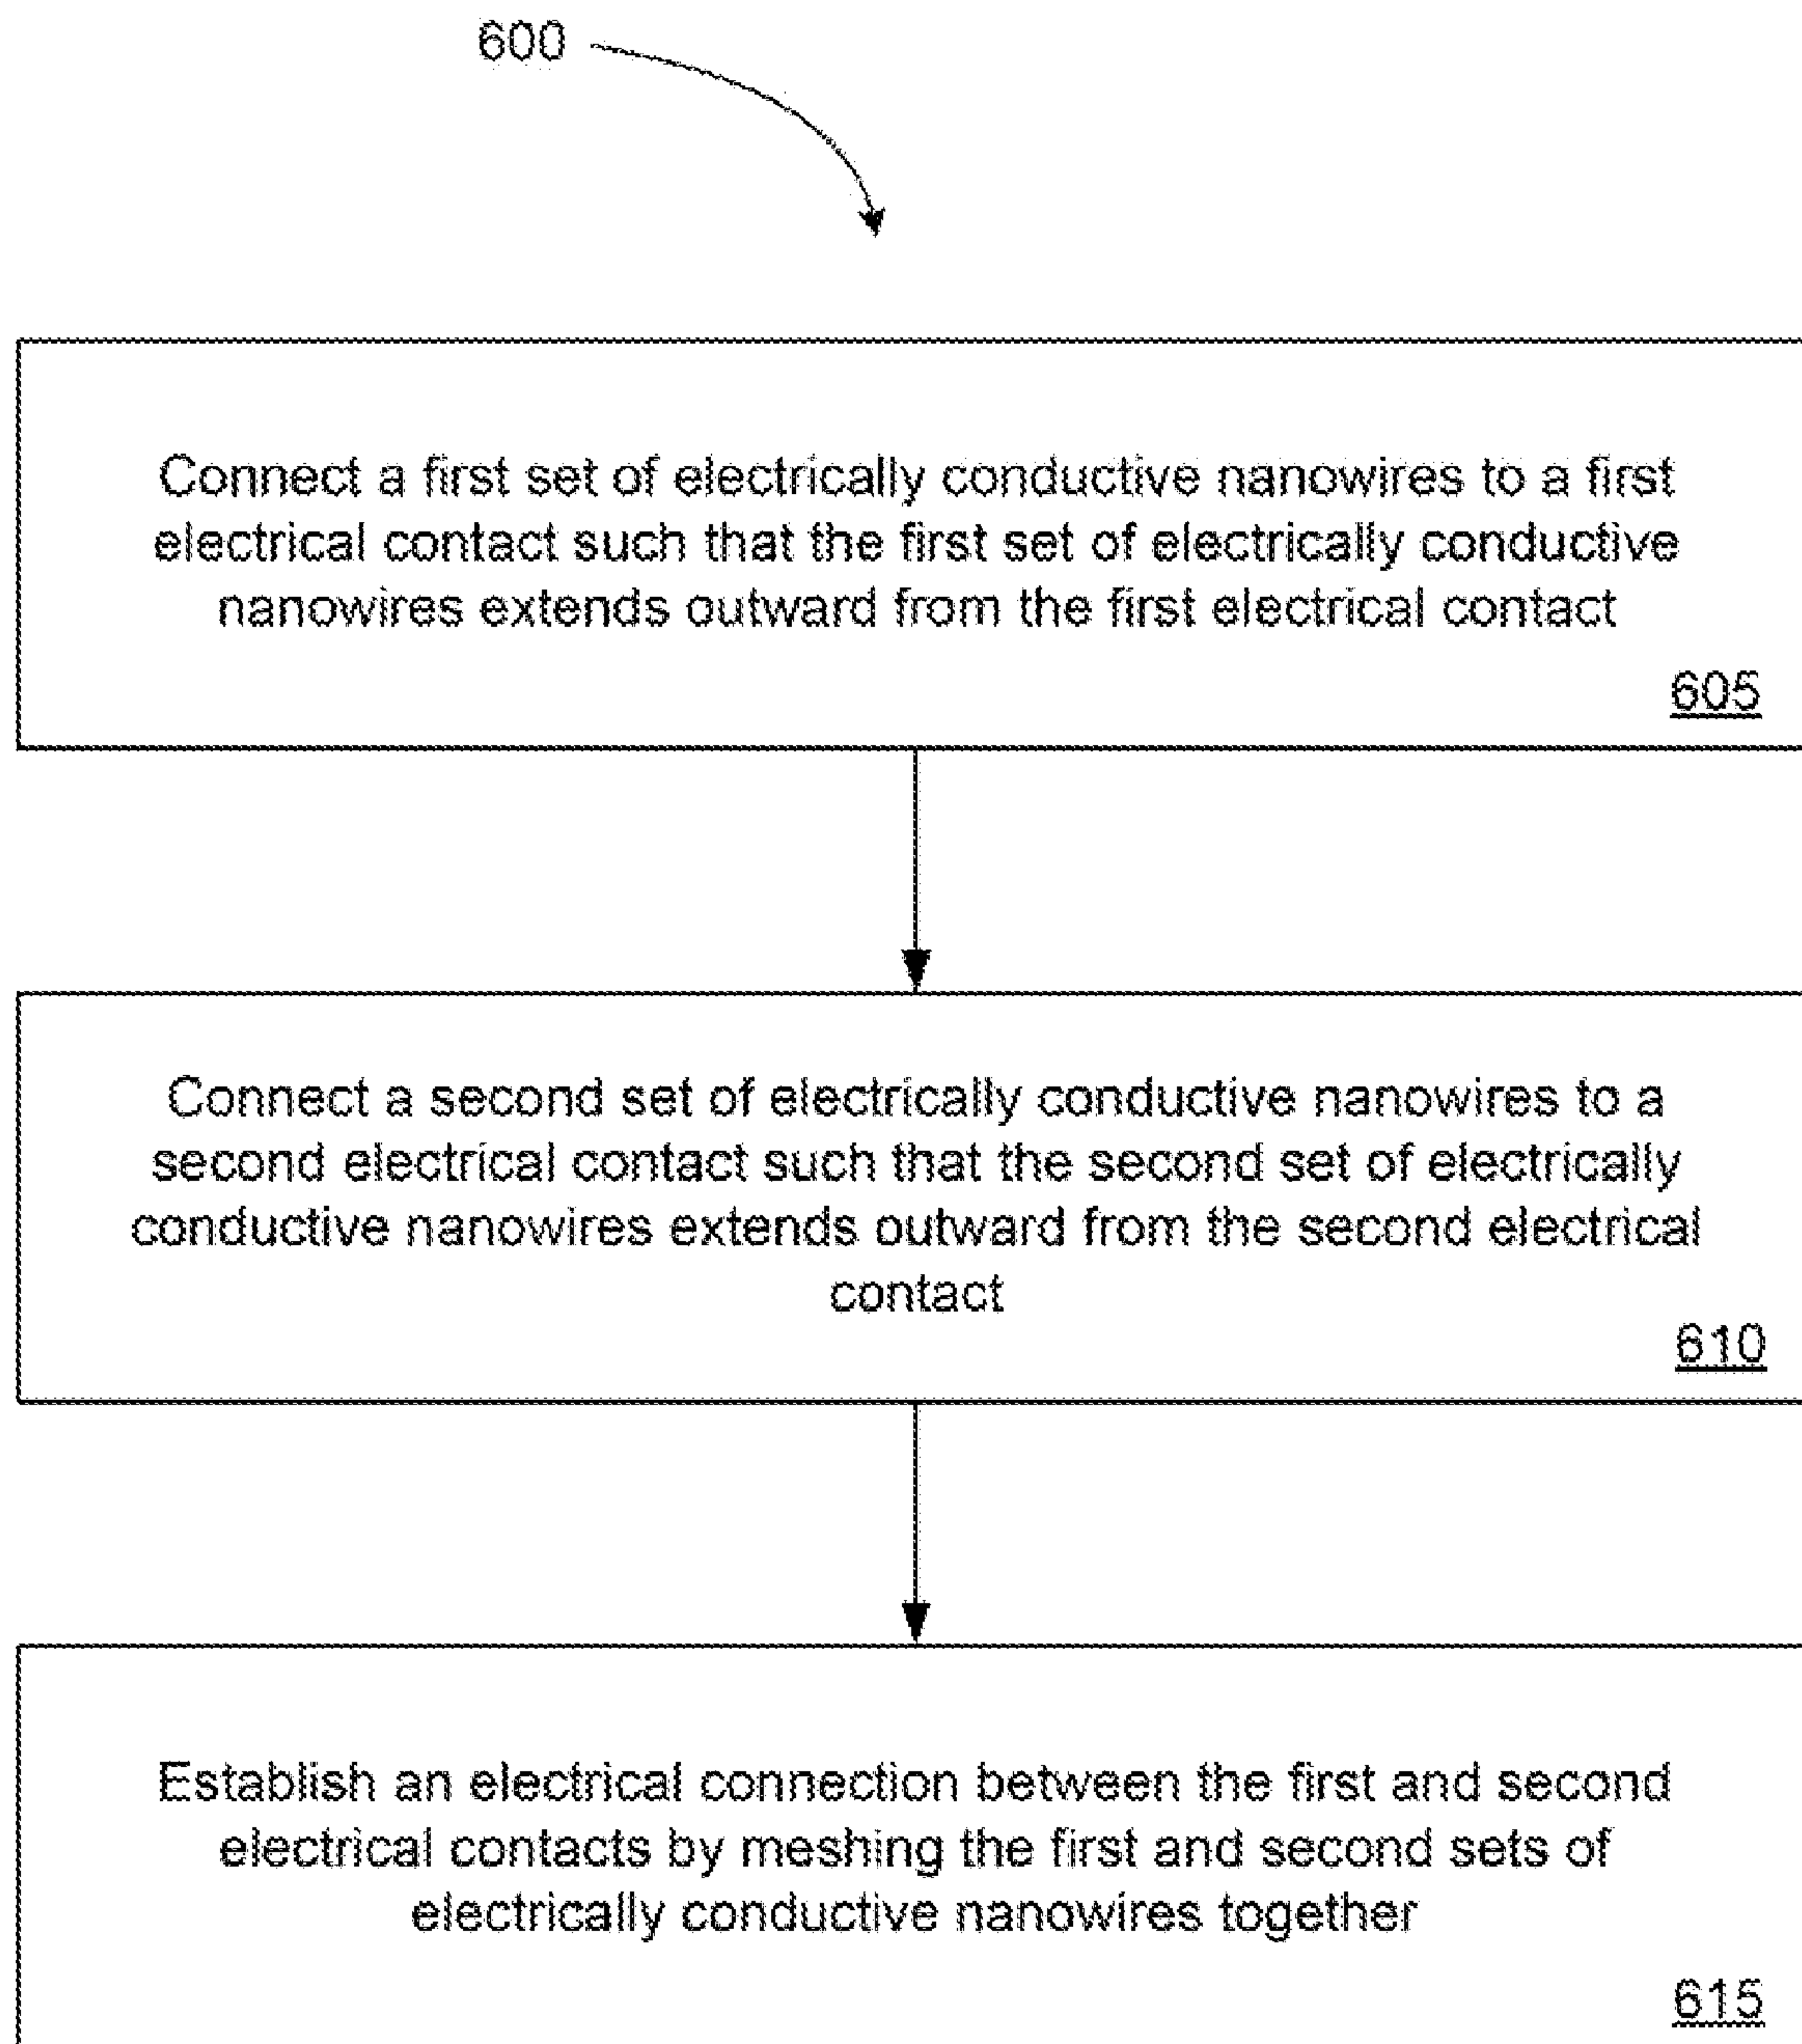 600
Connect a first set of electrically conductive nanowires to a first
electrical contact such that the first set of electrically conductive
nanowires extends outward from the first electrical contact
605
Connect a second set of electrically conductive nanowires to a
second electrical contact such that the second set of electrically
conductive nanowires extends outward from the second electrical
contact
610
Establish an electrical connection between the first and second
electrical contacts by meshing the first and second sets of
electrically conductive nanowires together
615